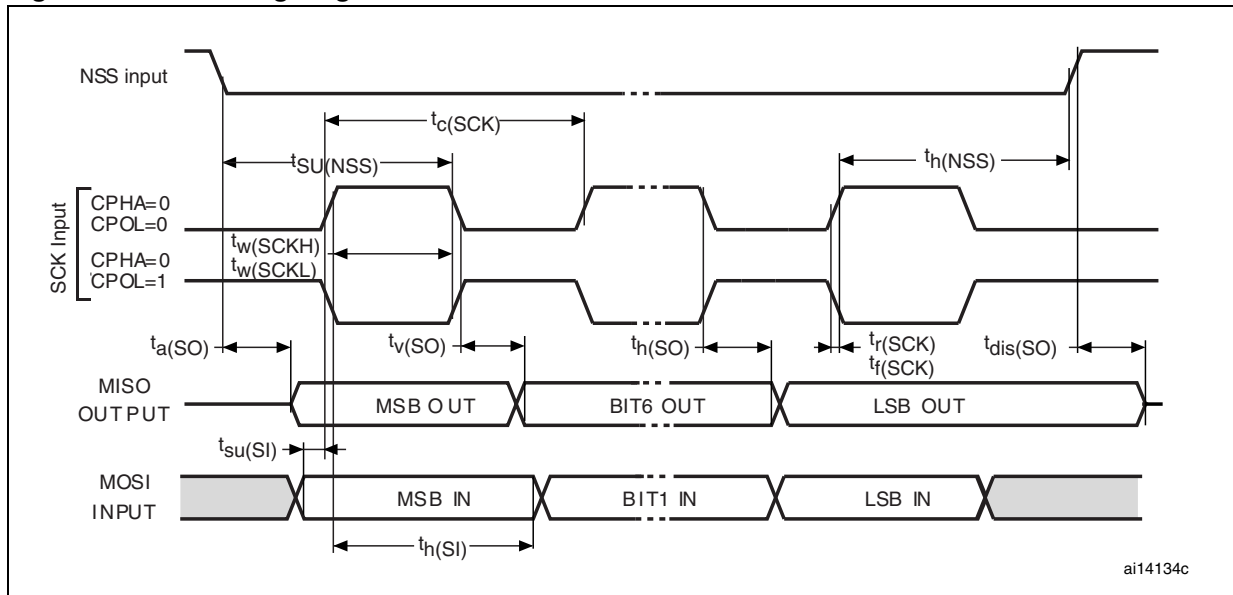 NSS input
tc(SCK)
tSU(NSS)
th(NSS)
SCK Input
CPHA=0
CPOL=0
tw(SCKH)
CPHA=0
tw(SCKL)
CPOL=1
ta(SO)
tv(SO)
th(SO)
tr(SCK)
tf(SCK)
tdis(SO)
MISO
OUTPUT
MSB OUT
BIT6 OUT
LSB OUT
tsu(SI)
MOSI
INPUT
MSB IN
BIT1 IN
LSB IN
th(SI)
ai14134c